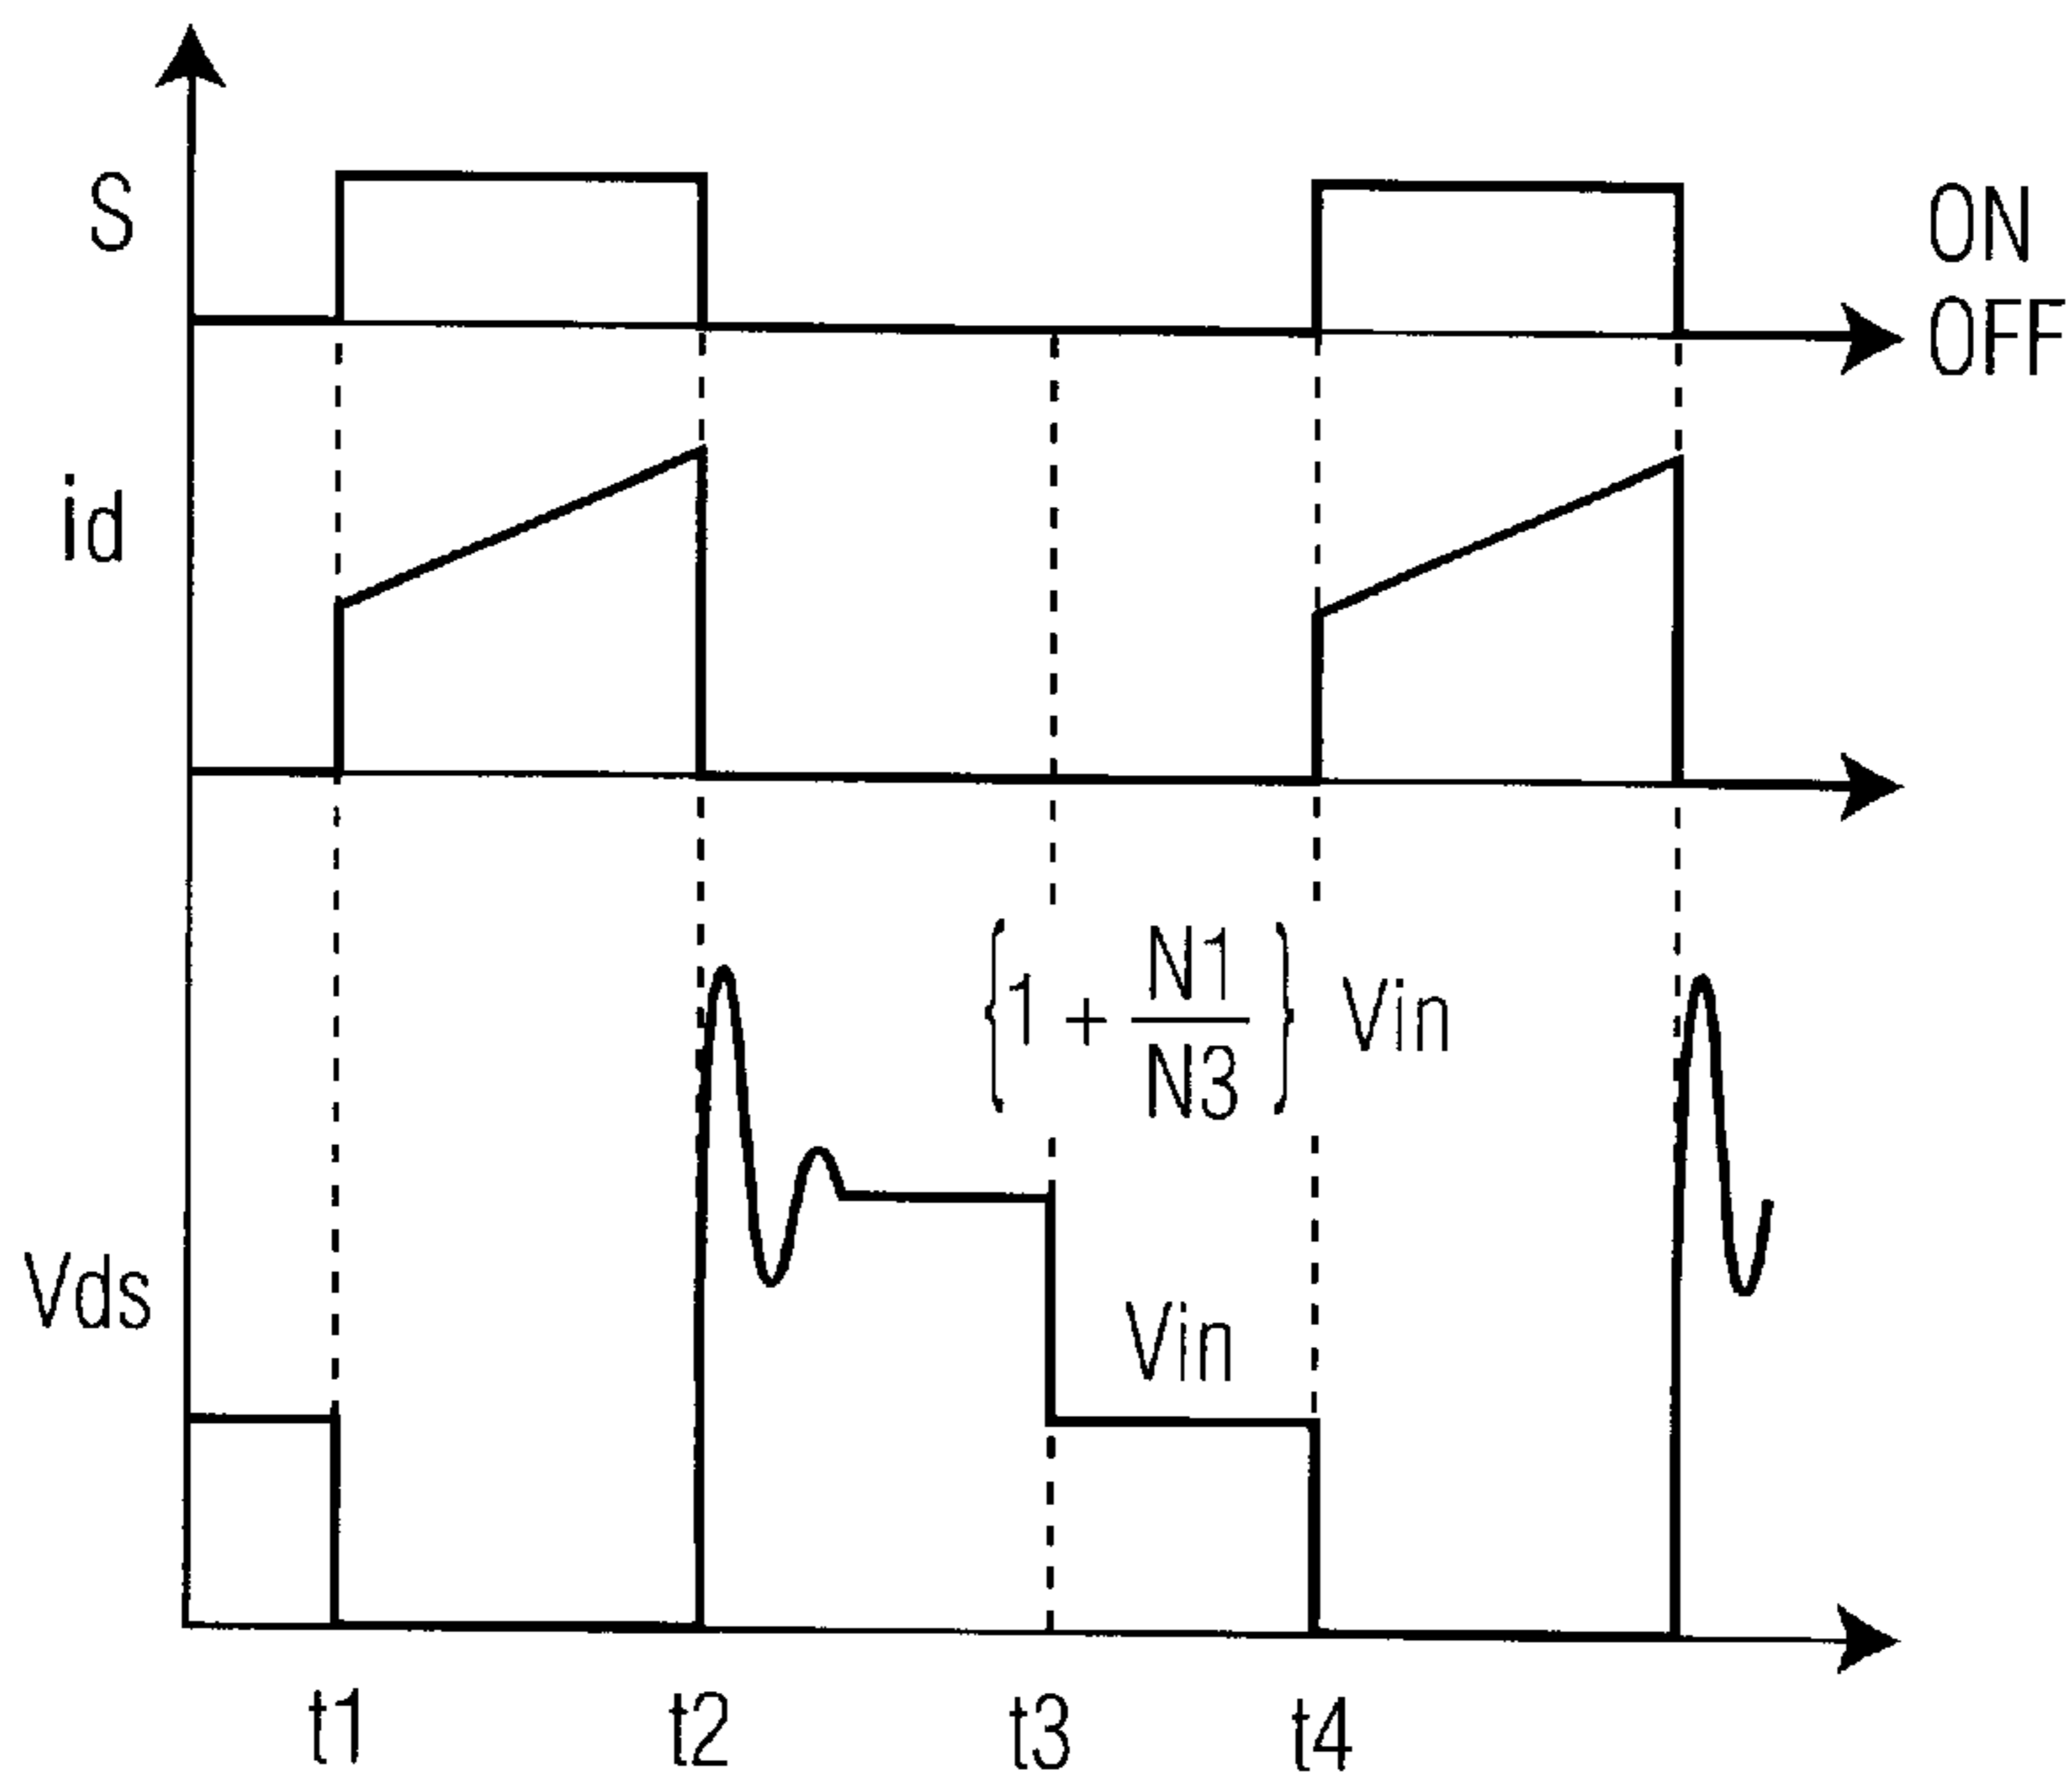 S
ON
OFF
id
{1 + N1/N3} Vin
Vds
Vin
t1 t2 t3 t4